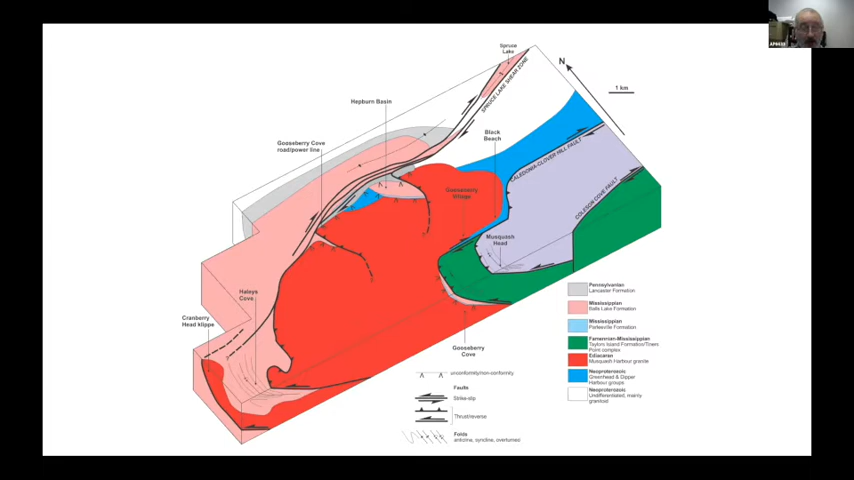 APGEEE
Spruce
Lake
N
1 km
SPRUCE LAKE SHEAR ZONE
Hepburn Basin
Gooseberry Cove
road/power line
Black
Beach
CALEDONIA-CLOVER HILL FAULT
COLESON COVE FAULT
Gooseberry
Musquash
Head
Haleys
Cove
Cranberry
Head klippe
Gooseberry
Cove
unconformity/non-conformity
Faults
Strike-slip
Thrust/reverse
Folds
anticline, syncline, overturned
Pennsylvanian
Lancaster Formation
Mississippian
Balls Lake Formation
Mississippian
Parleeville Formation
Famennian-Mississippian
Taylors Island Formation/Tiners
Point complex
Ediacaran
Musquash Harbour granite
Neoproterozoic
Greenhead & Dipper
Harbour groups
Neoproterozoic
Undifferentiated, mainly
granitoid